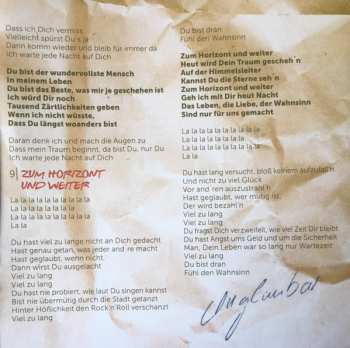 Dass ich Dich vermiss
Vielleicht spürst Du's ja
Dann komm wieder und bleib für immer da
Ich warte jede Nacht auf Dich
Du bist der wundervollste Mensch
In meinem Leben
Du bist das Beste, was mir je geschehen ist
Ich würd Dir noch
Tausend Zärtlichkeiten geben
Wenn ich nicht wüsste,
Dass Du längst woanders bist
Daran denk ich und mach die Augen zu
Dass mein Traum beginnt, da bist Du, nur Du
Ich warte jede Nacht auf Dich
9| ZUM HORIZONT
UND WEITER
La la la la la la la la la la
La la la la la la la la la
La la la la la la la la la la
La la
Du hast viel zu lange nicht an Dich gedacht
Hast genau getan, was jeder and're macht
Hast geglaubt, wenn nicht,
Dann wirst Du ausgelacht
Viel zu lang
Viel zu lang
Du hast nie probiert, wie laut Du singen kannst
Bist nie übermütig durch die Stadt getanzt
Hinter Höflichkeit den Rock'n Roll verschanzt
Viel zu lang
Du bist dran
Fühl den Wahnsinn
Zum Horizont und weiter
Heut wird Dein Traum gescheh'n
Auf der Himmelsleiter
Kannst Du die Sterne seh'n
Zum Horizont und weiter
Geh ich mit Dir heut Nacht
Das Leben, die Liebe, der Wahnsinn
Sind nur für uns gemacht
La la la la la la la la la la
La la la la la la la la la
La la la la la la la la la la
La la
Du hast lang versucht, bloß keinem aufzufall'n
Und nicht zu viel Glück
Vor and'ren auszustrahl'n
Hast geglaubt, wer mutig ist,
Der wird bezahl'n
Viel zu lang
Viel zu lang
Du fragst Dich verzweifelt, wie viel Zeit Dir bleibt
Du hast Angst ums Geld und um die Sicherheit
Man, Dein Leben war so lang nur Wartezeit
Viel zu lang
Du bist dran
Fühl den Wahnsinn
Unglaubar